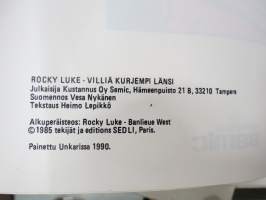 ROCKY LUKE - VILLIÄ KURJEMPI LÄNSI
Julkaisija Kustannus Oy Semic, Hämeenpuisto 21 B, 33210 Tampere
Suomennos Vesa Nykänen
Tekstaus Heimo Lepikkö
Alkuperäisteos: Rocky Luke - Banlieue West
©1985 tekijät ja editions SEDLI, Paris.
Painettu Unkarissa 1990.